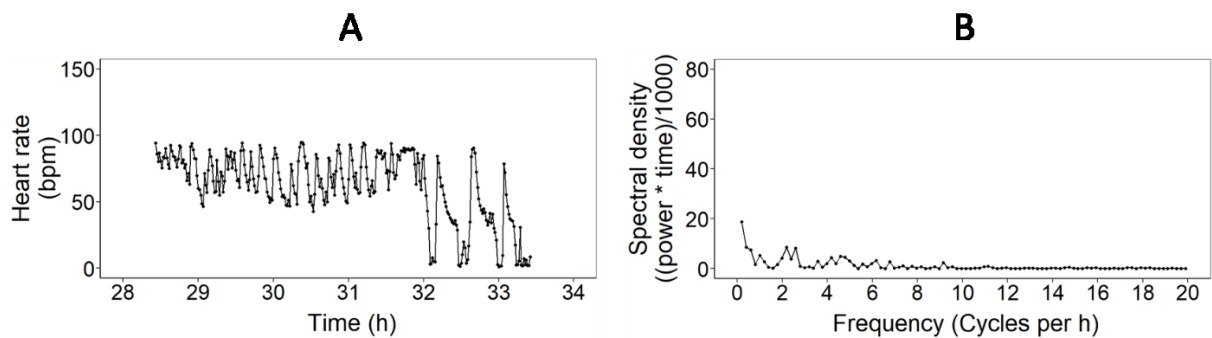 A
B
Heart rate
(bpm)
150
100
50
0
28 29 30 31 32 33 34
Time (h)
Spectral density
((power * time)/1000)
80
60
40
20
0
0 2 4 6 8 10 12 14 16 18 20
Frequency (Cycles per h)